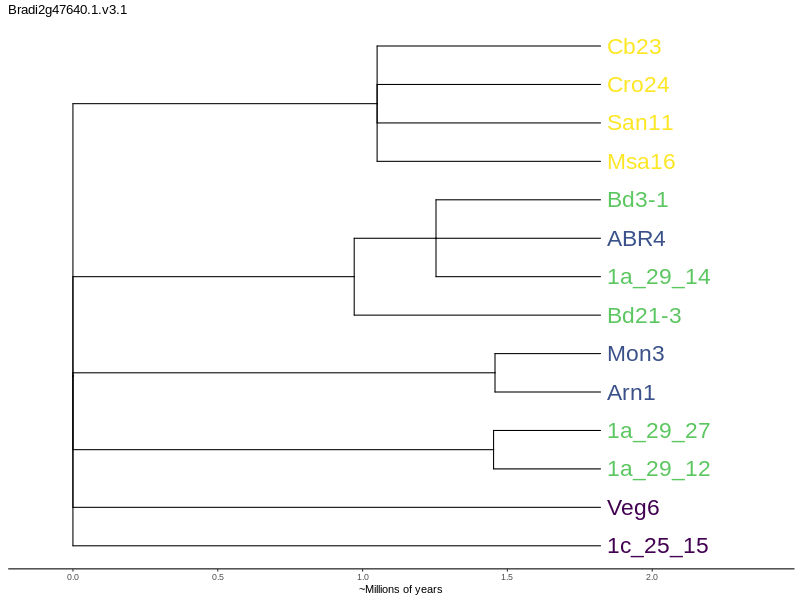 Bradi2g47640.1.v3.1
Cb23
Cro24
San11
Msa16
Bd3-1
ABR4
1a_29_14
Bd21-3
Mon3
Arn1
1a_29_27
1a_29_12
Veg6
1c_25_15
0.0 0.5 1.0 1.5 2.0
~Millions of years